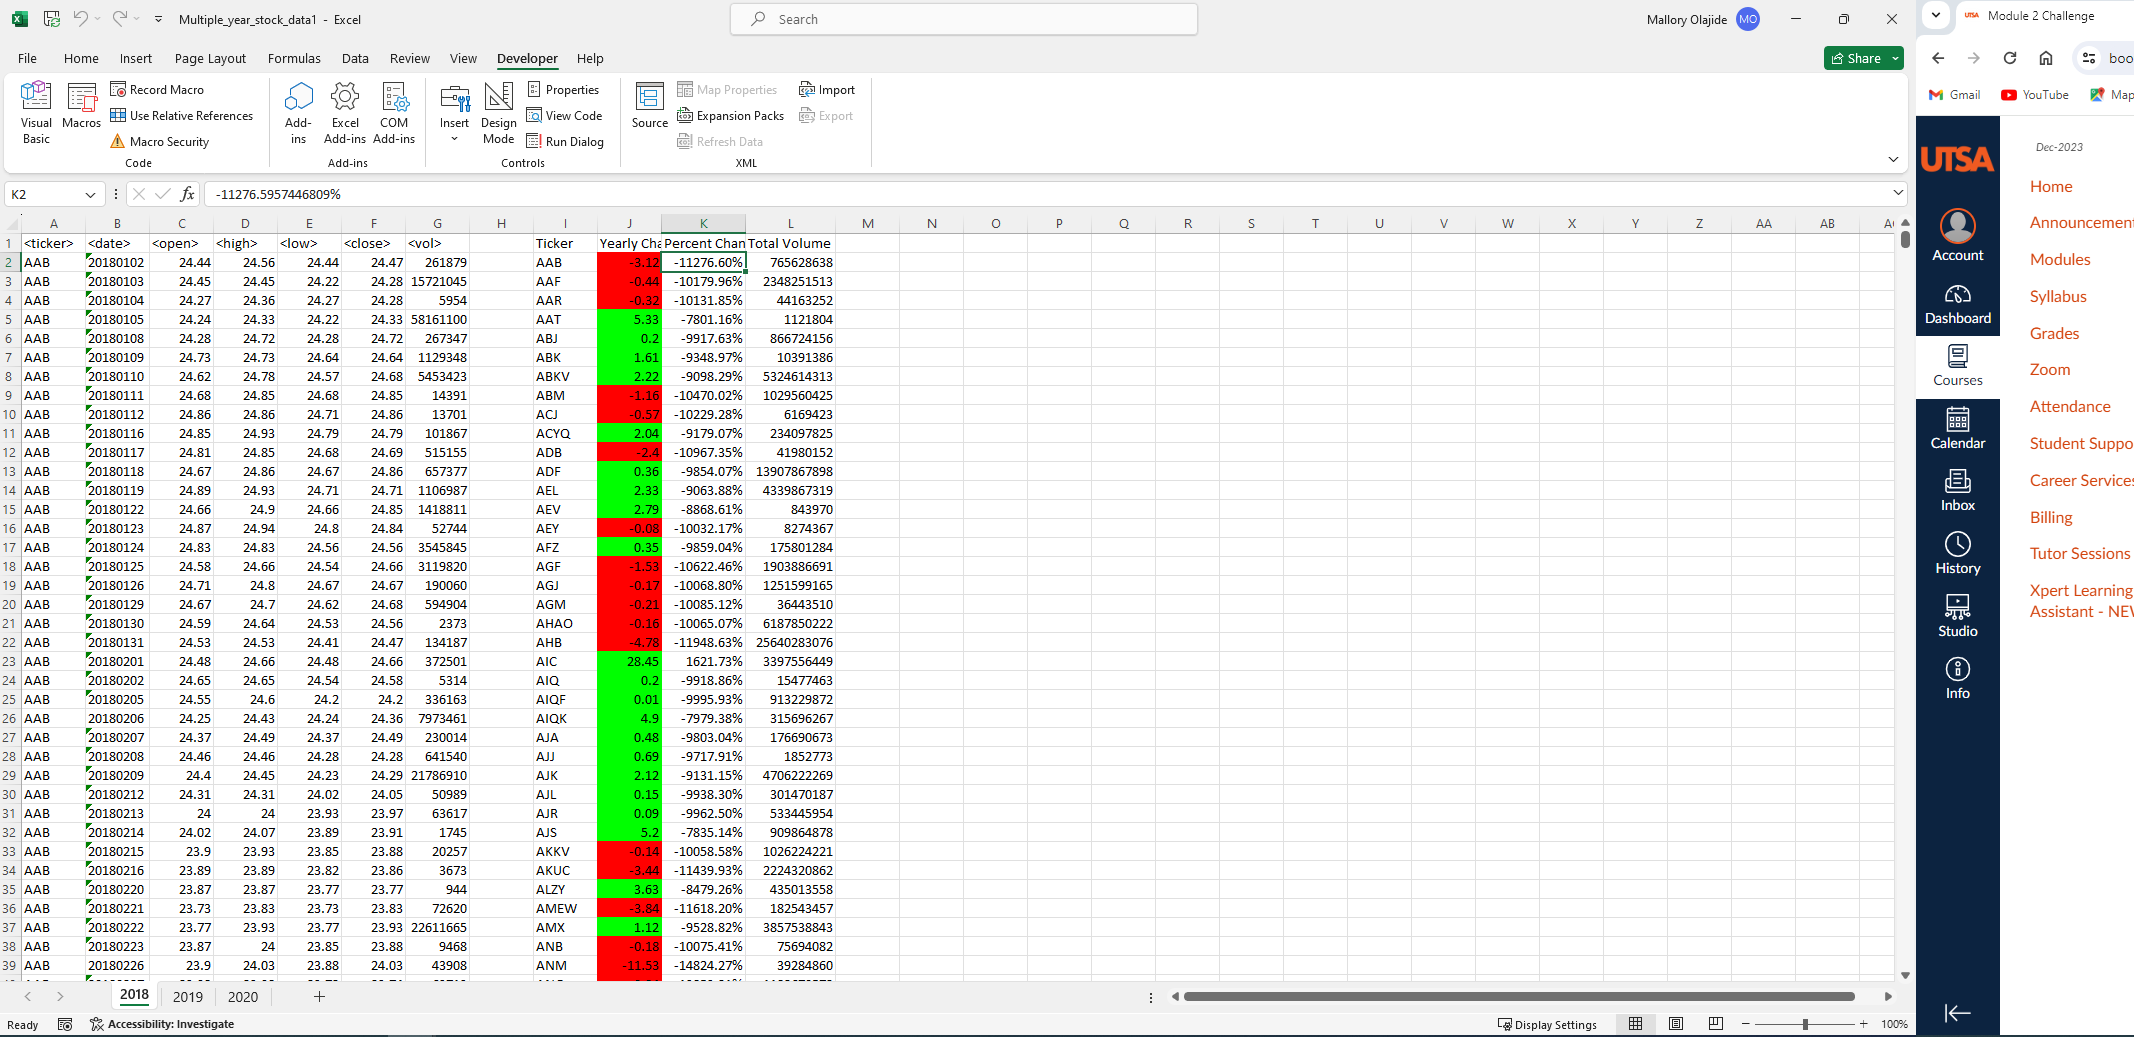 Multiple_year_stock_data1 - Excel
Search
Mallory Olajide MO
Module 2 Challenge
File Home Insert Page Layout Formulas Data Review View Developer Help
Share
boo
Visual Basic
Macros
Record Macro
Use Relative References
Macro Security
Code
Add-ins
Excel Add-ins
COM Add-ins
Add-ins
Insert
Design Mode
Properties
View Code
Run Dialog
Controls
Source
Map Properties
Expansion Packs
Refresh Data
Import
Export
XML
Gmail YouTube Map
K2 fx -11276.5957446809%
A B C D E F G H I J K L M N O P Q R S T U V W X Y Z AA AB
1 <ticker> <date> <open> <high> <low> <close> <vol> Ticker Yearly Cha Percent Chan Total Volume
2 AAB 20180102 24.44 24.56 24.44 24.47 261879 AAB -3.12 -11276.60% 765628638
3 AAB 20180103 24.45 24.45 24.22 24.28 15721045 AAF -0.44 -10179.96% 2348251513
4 AAB 20180104 24.27 24.36 24.27 24.28 5954 AAR -0.32 -10131.85% 44163252
5 AAB 20180105 24.24 24.33 24.22 24.33 58161100 AAT 5.33 -7801.16% 1121804
6 AAB 20180108 24.28 24.72 24.28 24.72 267347 ABJ 0.2 -9917.63% 866724156
7 AAB 20180109 24.73 24.73 24.64 24.64 1129348 ABK 1.61 -9348.97% 10391386
8 AAB 20180110 24.62 24.78 24.57 24.68 5453423 ABKV 2.22 -9098.29% 5324614313
9 AAB 20180111 24.68 24.85 24.68 24.85 14391 ABM -1.16 -10470.02% 1029560425
10 AAB 20180112 24.86 24.86 24.71 24.86 13701 ACJ -0.57 -10229.28% 6169423
11 AAB 20180116 24.85 24.93 24.79 24.79 101867 ACYQ 2.04 -9179.07% 234097825
12 AAB 20180117 24.81 24.85 24.68 24.69 515155 ADB -2.4 -10967.35% 41980152
13 AAB 20180118 24.67 24.86 24.67 24.86 657377 ADF 0.36 -9854.07% 13907867898
14 AAB 20180119 24.89 24.93 24.71 24.71 1106987 AEL 2.33 -9063.88% 4339867319
15 AAB 20180122 24.66 24.9 24.66 24.85 1418811 AEV 2.79 -8868.61% 843970
16 AAB 20180123 24.87 24.94 24.8 24.84 52744 AEY -0.08 -10032.17% 8274367
17 AAB 20180124 24.83 24.83 24.56 24.56 3545845 AFZ 0.35 -9859.04% 175801284
18 AAB 20180125 24.58 24.66 24.54 24.66 3119820 AGF -1.53 -10622.46% 1903886691
19 AAB 20180126 24.71 24.8 24.67 24.67 190060 AGJ -0.17 -10068.80% 1251599165
20 AAB 20180129 24.67 24.7 24.62 24.68 594904 AGM -0.21 -10085.12% 36443510
21 AAB 20180130 24.59 24.64 24.53 24.56 2373 AHAO -0.16 -10065.07% 6187850222
22 AAB 20180131 24.53 24.53 24.41 24.47 134187 AHB -4.78 -11948.63% 25640283076
23 AAB 20180201 24.48 24.66 24.48 24.66 372501 AIC 28.45 1621.73% 3397556449
24 AAB 20180202 24.65 24.65 24.54 24.58 5314 AIQ 0.2 -9918.86% 15477463
25 AAB 20180205 24.55 24.6 24.2 24.2 336163 AIQF 0.01 -9995.93% 913229872
26 AAB 20180206 24.25 24.43 24.24 24.36 7973461 AIQK 4.9 -7979.38% 315696267
27 AAB 20180207 24.37 24.49 24.37 24.49 230014 AJA 0.48 -9803.04% 176690673
28 AAB 20180208 24.46 24.46 24.28 24.28 641540 AJJ 0.69 -9717.91% 1852773
29 AAB 20180209 24.4 24.45 24.23 24.29 21786910 AJK 2.12 -9131.15% 4706222269
30 AAB 20180212 24.31 24.31 24.02 24.05 50989 AJL 0.15 -9938.30% 301470187
31 AAB 20180213 24 24 23.93 23.97 63617 AJR 0.09 -9962.50% 533445954
32 AAB 20180214 24.02 24.07 23.89 23.91 1745 AJS 5.2 -7835.14% 909864878
33 AAB 20180215 23.9 23.93 23.85 23.88 20257 AKKV -0.14 -10058.58% 1026224221
34 AAB 20180216 23.89 23.89 23.82 23.86 3673 AKUC -3.44 -11439.93% 2224320862
35 AAB 20180220 23.87 23.87 23.77 23.77 944 ALZY 3.63 -8479.26% 435013558
36 AAB 20180221 23.73 23.83 23.73 23.83 72620 AMEW -3.84 -11618.20% 182543457
37 AAB 20180222 23.77 23.93 23.77 23.93 22611665 AMX 1.12 -9528.82% 3857538843
38 AAB 20180223 23.87 24 23.85 23.88 9468 ANB -0.18 -10075.41% 75694082
39 AAB 20180226 23.9 24.03 23.88 24.03 43908 ANM -11.53 -14824.27% 39284860
2018 2019 2020
Ready Accessibility: Investigate Display Settings 100%
UTSA
Account
Dashboard
Courses
Calendar
Inbox
History
Studio
Info
Dec-2023
Home
Announcemen
Modules
Syllabus
Grades
Zoom
Attendance
Student Suppo
Career Services
Billing
Tutor Sessions
Xpert Learning
Assistant - NEW